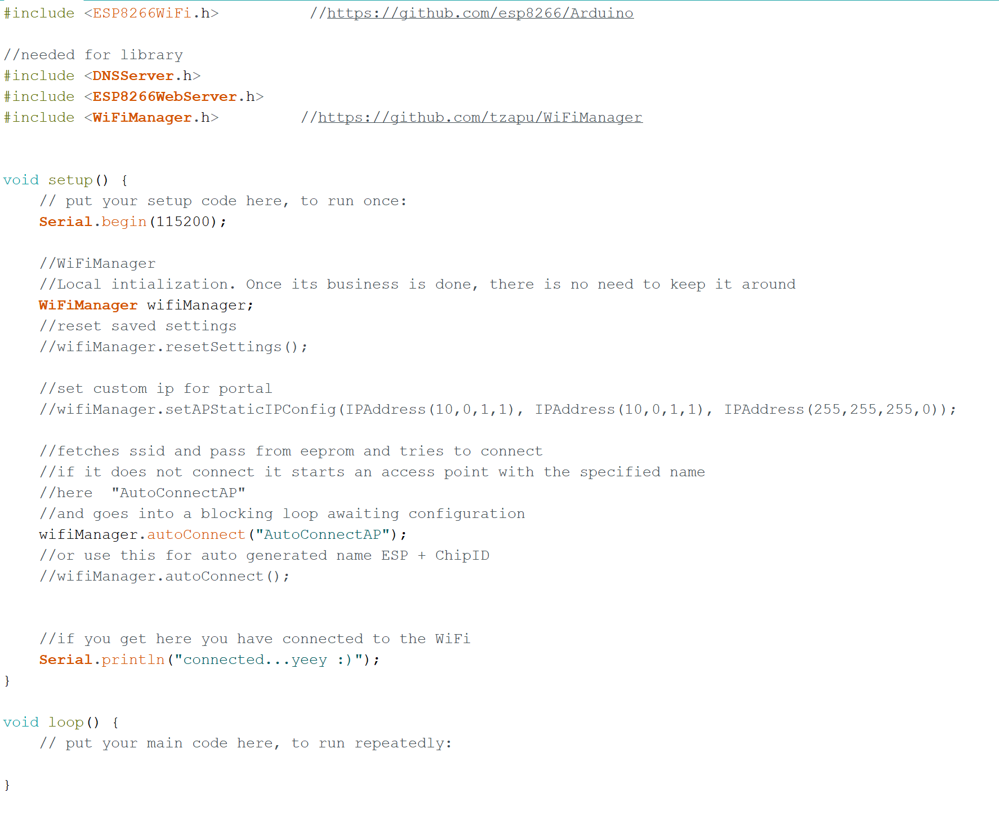 #include <ESP8266WiFi.h>          //https://github.com/esp8266/Arduino
//needed for library
#include <DNSServer.h>
#include <ESP8266WebServer.h>
#include <WiFiManager.h>         //https://github.com/tzapu/WiFiManager
void setup() {
    // put your setup code here, to run once:
    Serial.begin(115200);
    //WiFiManager
    //Local intialization. Once its business is done, there is no need to keep it around
    WiFiManager wifiManager;
    //reset saved settings
    //wifiManager.resetSettings();
    //set custom ip for portal
    //wifiManager.setAPStaticIPConfig(IPAddress(10,0,1,1), IPAddress(10,0,1,1), IPAddress(255,255,255,0));
    //fetches ssid and pass from eeprom and tries to connect
    //if it does not connect it starts an access point with the specified name
    //here  "AutoConnectAP"
    //and goes into a blocking loop awaiting configuration
    wifiManager.autoConnect("AutoConnectAP");
    //or use this for auto generated name ESP + ChipID
    //wifiManager.autoConnect();
    //if you get here you have connected to the WiFi
    Serial.println("connected...yeey :)");
}
void loop() {
    // put your main code here, to run repeatedly:
}